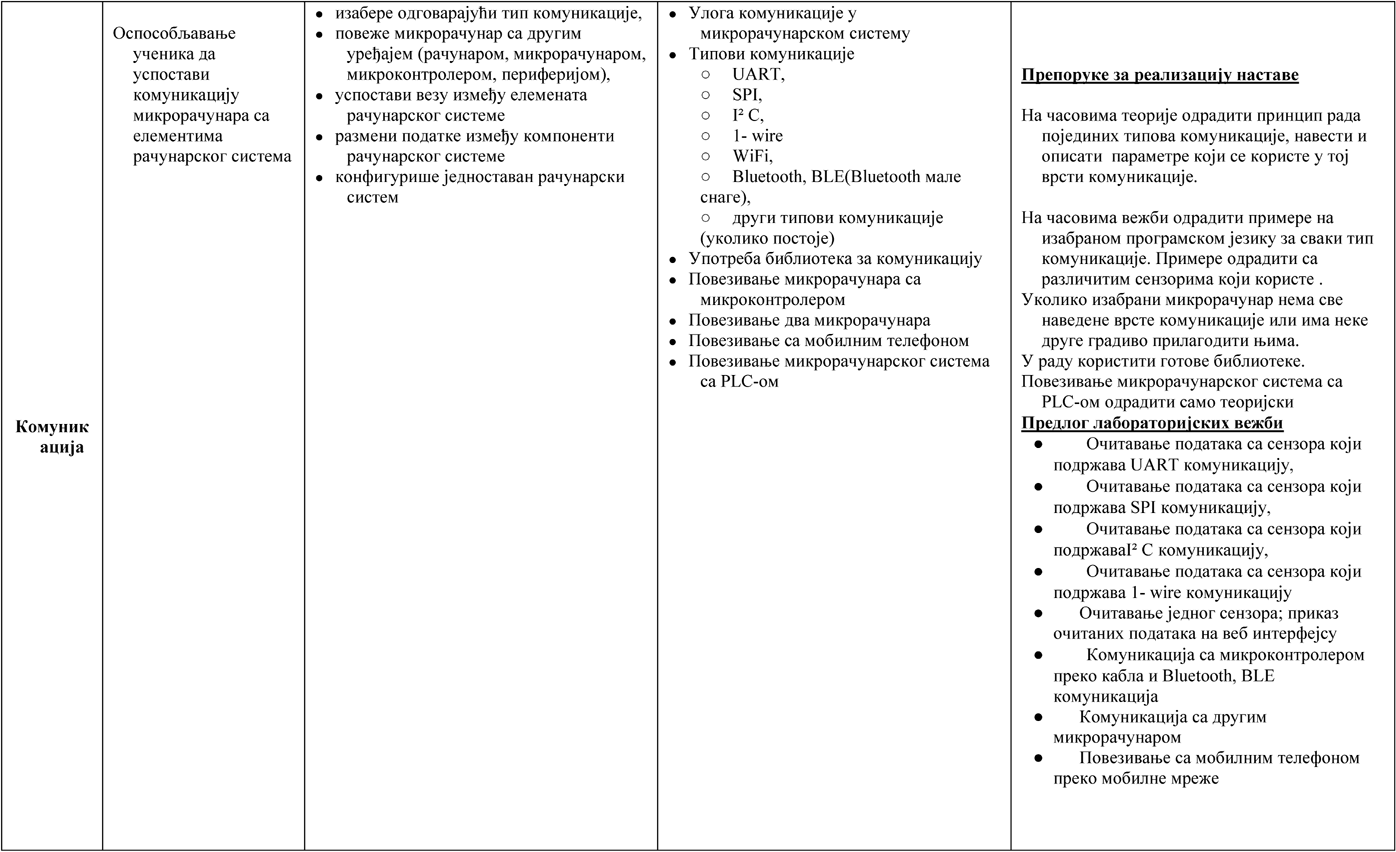 Комуник
ација
Оспособљавање
ученика да
успостави
комуникацију
микрорачунара са
елементима
рачунарског система
● изабере одговарајући тип комуникације,
● повеже микрорачунар са другим
уређајем (рачунаром, микрорачунаром,
микроконтролером, периферијом),
● успостави везу између елемената
рачунарског системе
● размени податке између компоненти
рачунарског системе
● конфигурише једноставан рачунарски
систем
● Улога комуникације у
микрорачунарском систему
● Типови комуникације
○ UART,
○ SPI,
○ I² C,
○ 1- wire
○ WiFi,
○ Bluetooth, BLE(Bluetooth мале
снаге),
○ други типови комуникације
(уколико постоје)
● Употреба библиотека за комуникацију
● Повезивање микрорачунара са
микроконтролером
● Повезивање два микрорачунара
● Повезивање са мобилним телефоном
● Повезивање микрорачунарског система
са PLC-ом
Препоруке за реализацију наставе
На часовима теорије одрадити принцип рада
појединих типова комуникације, навести и
описати параметре који се користе у тој
врсти комуникације.
На часовима вежби одрадити примере на
изабраном програмском језику за сваки тип
комуникације. Примере одрадити са
различитим сензорима који користе .
Уколико изабрани микрорачунар нема све
наведене врсте комуникације или има неке
друге градиво прилагодити њима.
У раду користити готове библиотеке.
Повезивање микрорачунарског система са
PLC-ом одрадити само теоријски
Предлог лабораторијских вежби
● Очитавање података са сензора који
подржава UART комуникацију,
● Очитавање података са сензора који
подржава SPI комуникацију,
● Очитавање података са сензора који
подржаваI² C комуникацију,
● Очитавање података са сензора који
подржава 1- wire комуникацију
● Очитавање једног сензора; приказ
очитаних података на веб интерфејсу
● Комуникација са микроконтролером
преко кабла и Bluetooth, BLE
комуникација
● Комуникација са другим
микрорачунаром
● Повезивање са мобилним телефоном
преко мобилне мреже